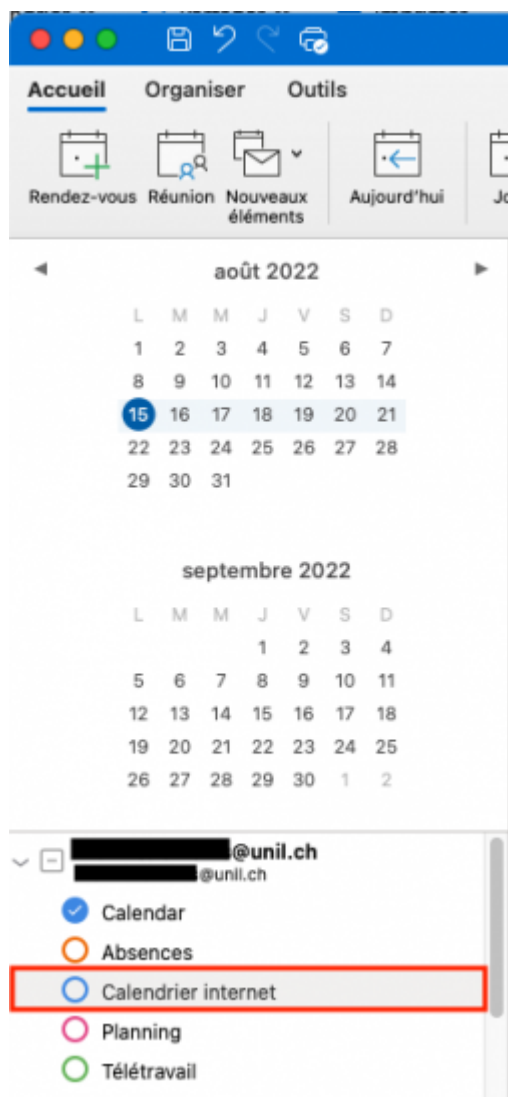 Accueil Organiser Outils
Rendez-vous Réunion Nouveaux éléments Aujourd'hui
août 2022
L M M J V S D
1 2 3 4 5 6 7
8 9 10 11 12 13 14
15 16 17 18 19 20 21
22 23 24 25 26 27 28
29 30 31
septembre 2022
L M M J V S D
1 2 3 4
5 6 7 8 9 10 11
12 13 14 15 16 17 18
19 20 21 22 23 24 25
26 27 28 29 30 1 2
@unil.ch
@unil.ch
Calendar
Absences
Calendrier internet
Planning
Télétravail